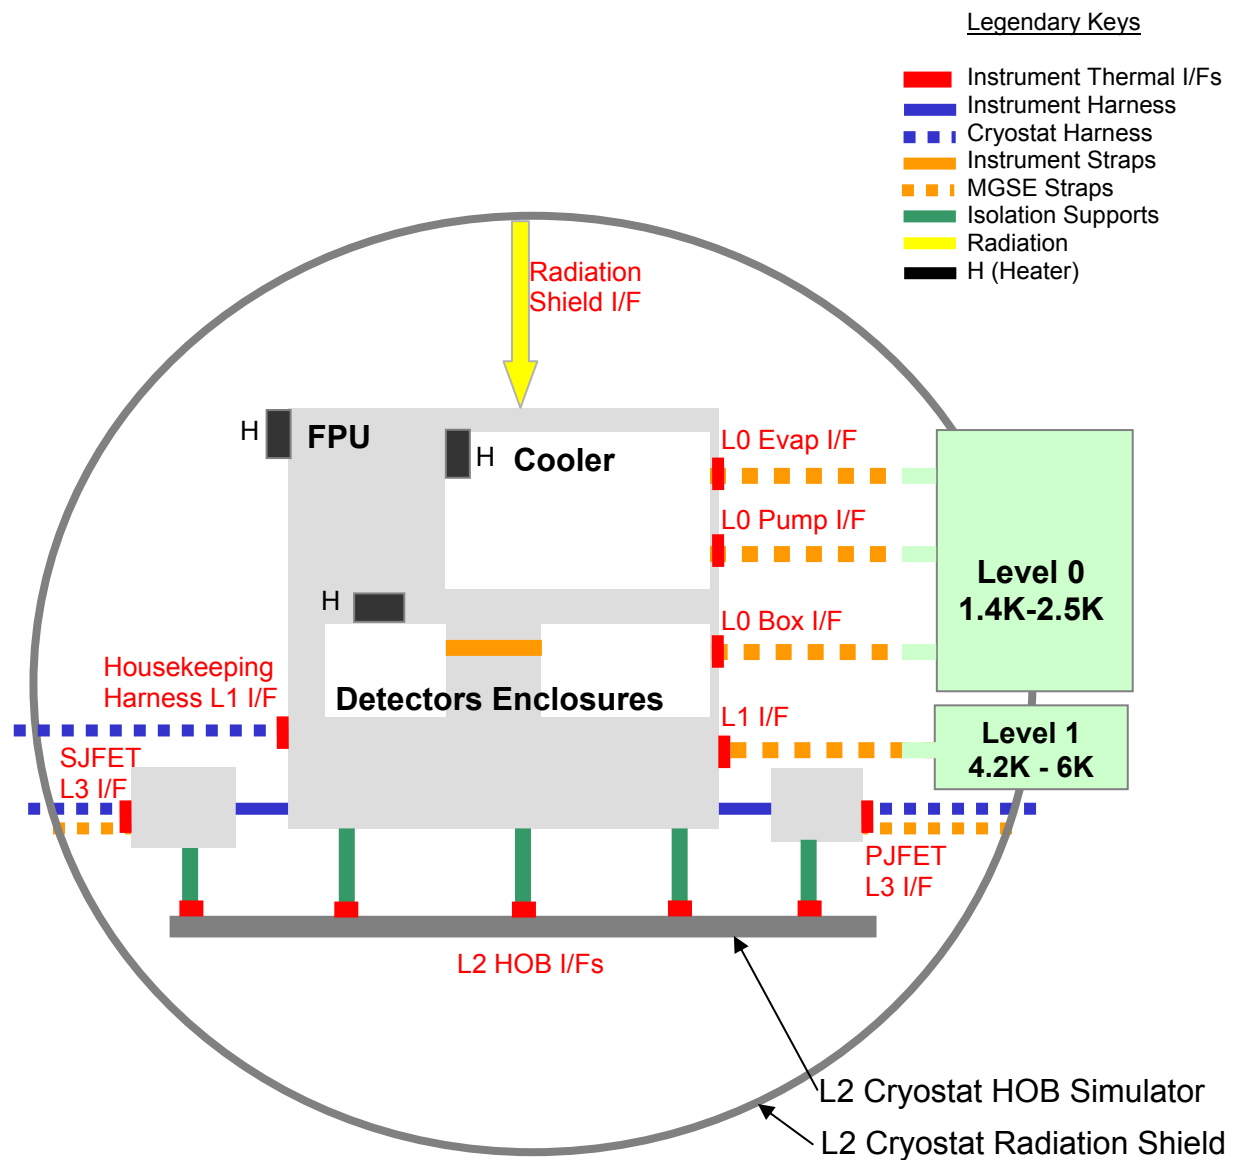 Legendary Keys
Instrument Thermal I/Fs
Instrument Harness
Cryostat Harness
Instrument Straps
MGSE Straps
Isolation Supports
Radiation
H (Heater)
Radiation
Shield I/F
H
FPU
H
Cooler
L0 Evap I/F
L0 Pump I/F
Level 0
1.4K-2.5K
H
L0 Box I/F
Housekeeping
Harness L1 I/F
Detectors Enclosures
L1 I/F
Level 1
4.2K - 6K
SJFET
L3 I/F
PJFET
L3 I/F
L2 HOB I/Fs
L2 Cryostat HOB Simulator
L2 Cryostat Radiation Shield